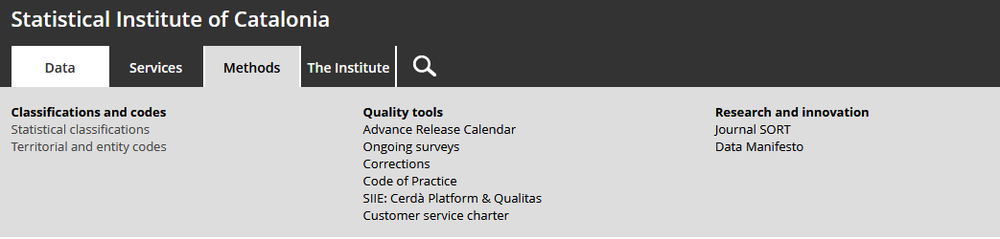 Statistical Institute of Catalonia
Data Services Methods The Institute
Classifications and codes
Statistical classifications
Territorial and entity codes
Quality tools
Advance Release Calendar
Ongoing surveys
Corrections
Code of Practice
SIIE: Cerdà Platform & Qualitas
Customer service charter
Research and innovation
Journal SORT
Data Manifesto